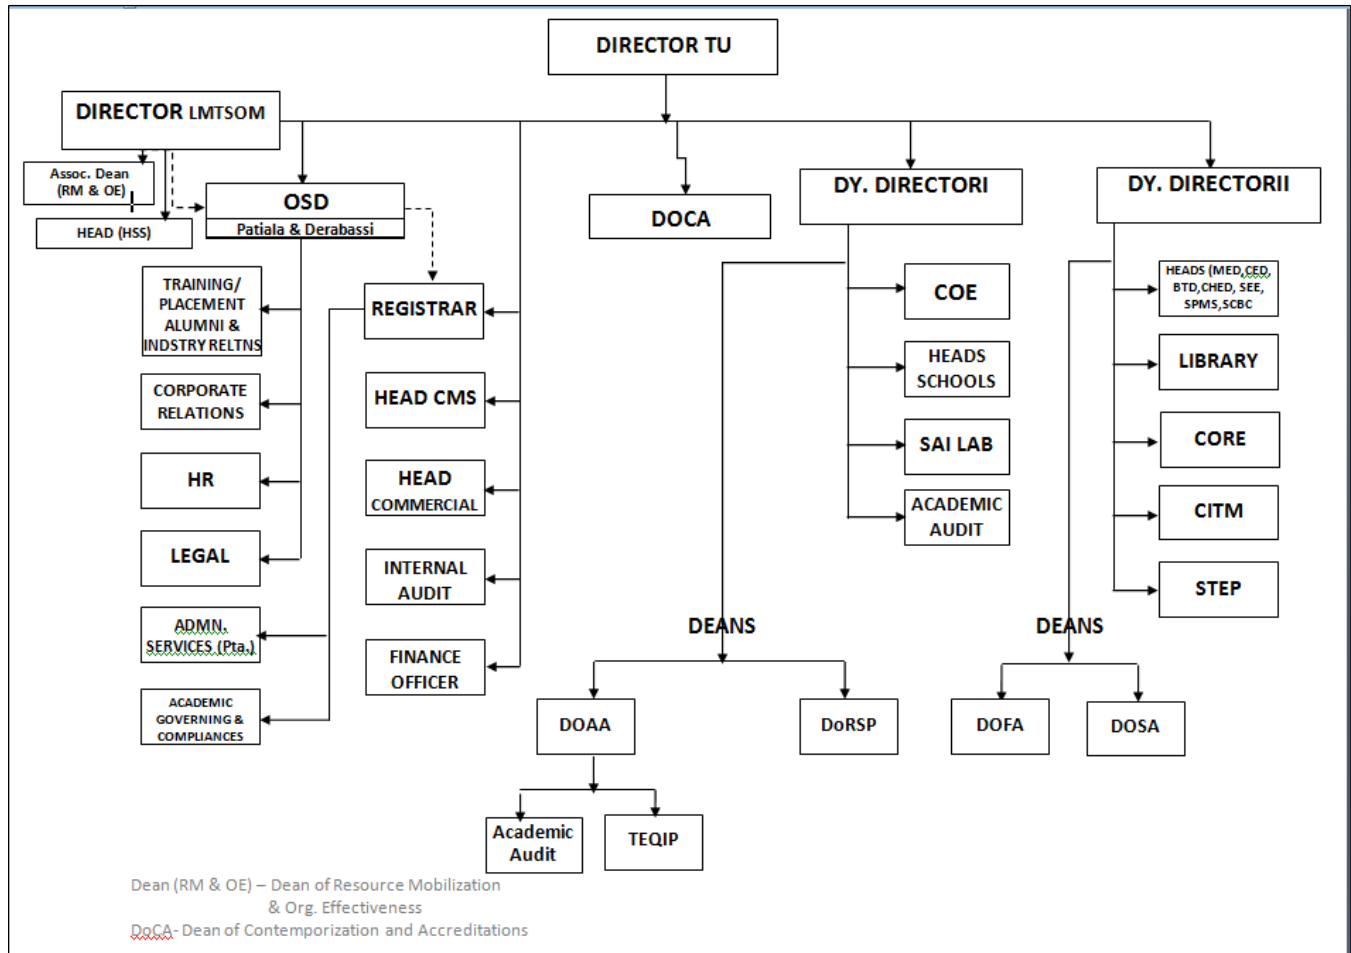 DIRECTOR TU
DIRECTOR LMTSOM
Assoc. Dean
(RM & OE)
HEAD (HSS)
OSD
Patiala & Derabassi
DOCA
DY. DIRECTORI
DY. DIRECTORII
TRAINING/
PLACEMENT
ALUMNI &
INDSTRY RELTNS
CORPORATE
RELATIONS
HR
LEGAL
ADMN.
SERVICES (Pta.)
ACADEMIC
GOVERNING &
COMPLIANCES
REGISTRAR
HEAD CMS
HEAD
COMMERCIAL
INTERNAL
AUDIT
FINANCE
OFFICER
COE
HEADS
SCHOOLS
SAI LAB
ACADEMIC
AUDIT
HEADS (MED,CED,
BTD,CHED, SEE,
SPMS,SCBC
LIBRARY
CORE
CITM
STEP
DEANS
DEANS
DOAA
DoRSP
DOFA
DOSA
Academic
Audit
TEQIP
Dean (RM & OE) – Dean of Resource Mobilization
& Org. Effectiveness
DoCA- Dean of Contemporization and Accreditations